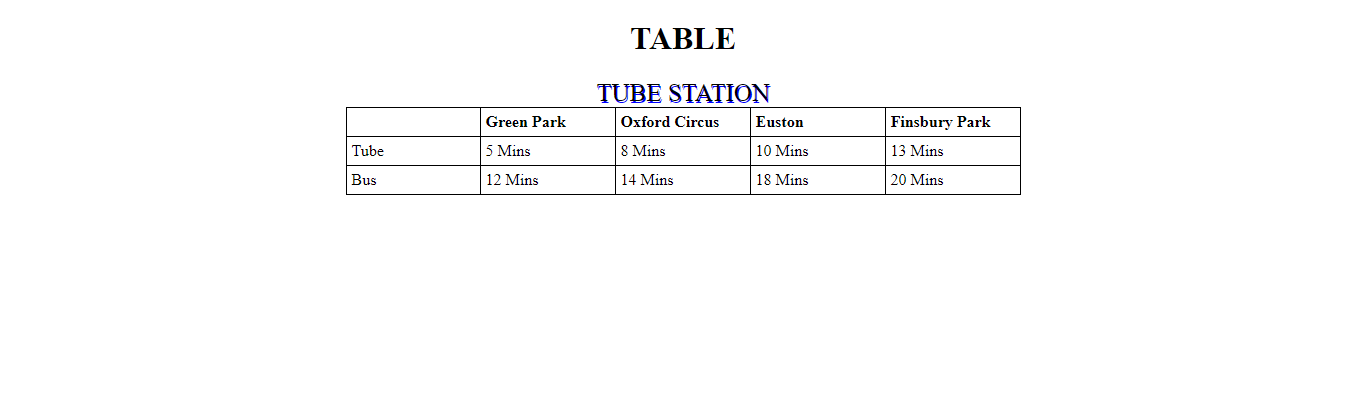 TABLE
TUBE STATION
Green Park Oxford Circus Euston Finsbury Park
Tube 5 Mins 8 Mins 10 Mins 13 Mins
Bus 12 Mins 14 Mins 18 Mins 20 Mins